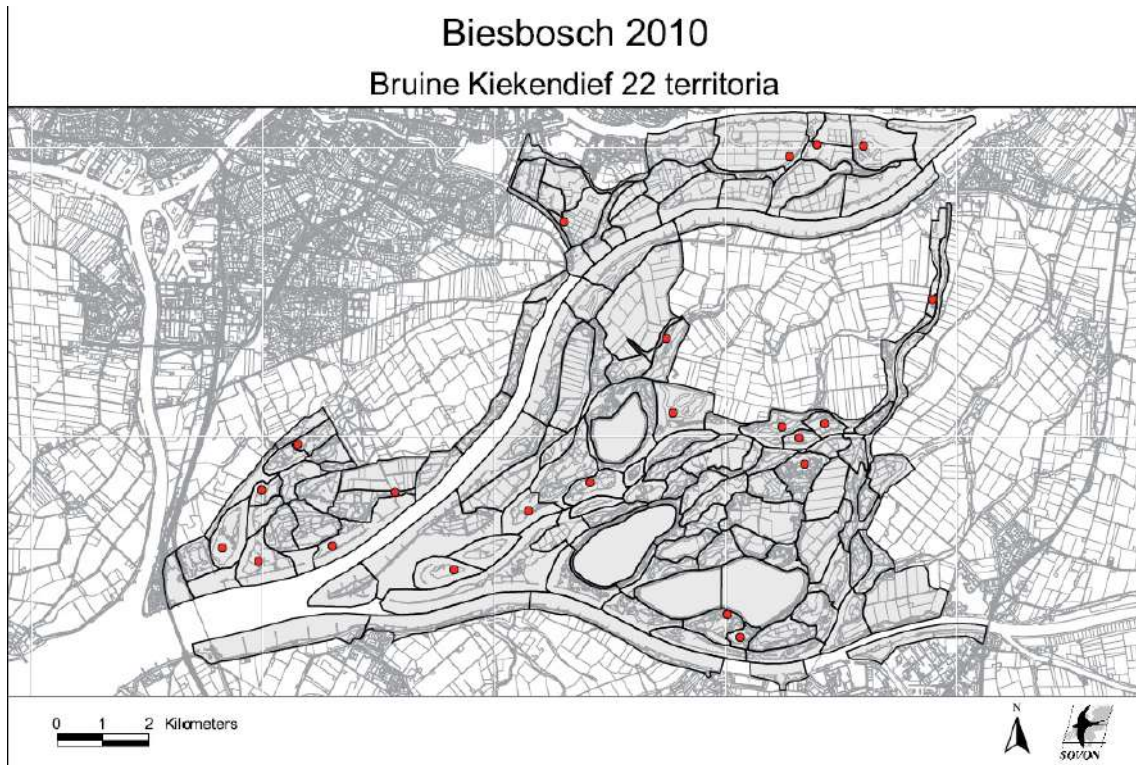 Biesbosch 2010
Bruine Kiekendief 22 territoria
0 1 2 Kilometers
N
SOVON